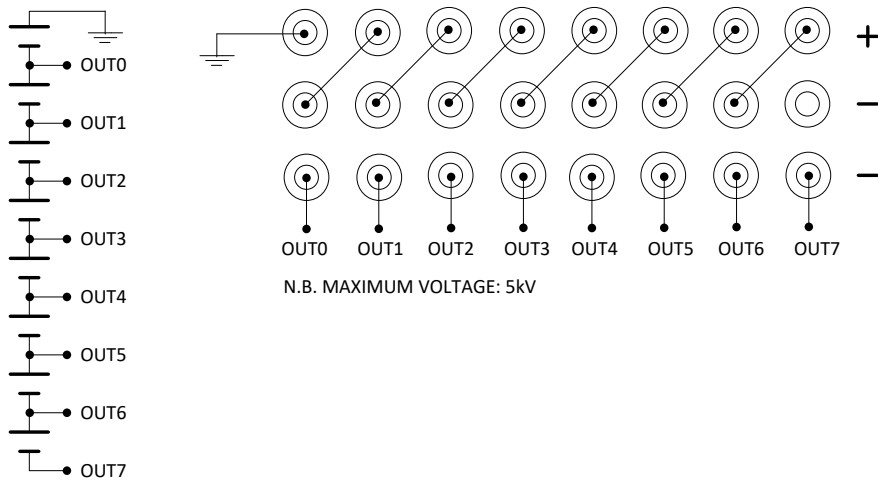 OUT0
OUT1
OUT2
OUT3
OUT4
OUT5
OUT6
OUT7
+
−
−
OUT0 OUT1 OUT2 OUT3 OUT4 OUT5 OUT6 OUT7
N.B. MAXIMUM VOLTAGE: 5kV